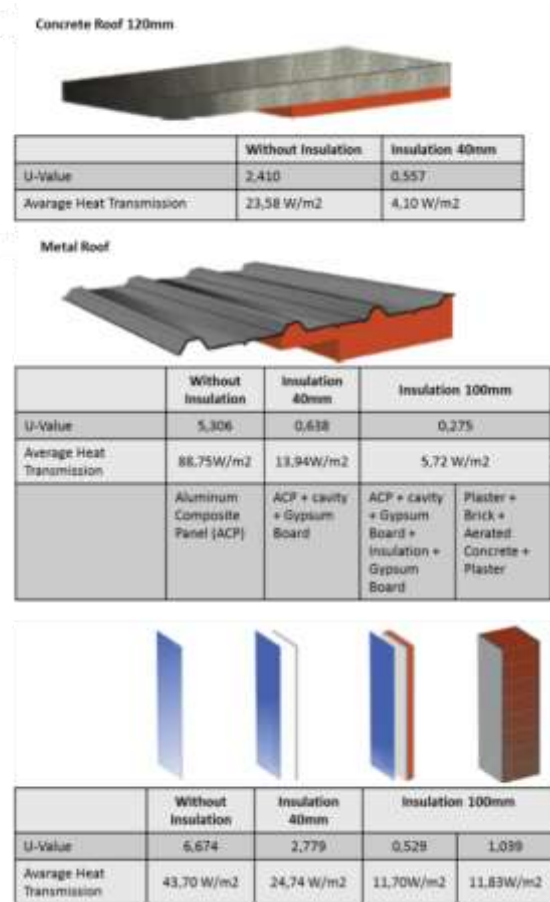 Concrete Roof 120mm
Without Insulation Insulation 40mm
U-Value 2,410 0,557
Avarage Heat Transmission 23,58 W/m2 4,10 W/m2
Metal Roof
Without Insulation Insulation 40mm Insulation 100mm
U-Value 5,306 0,638 0,275
Average Heat Transmission 88,75W/m2 13,94W/m2 5,72 W/m2
Aluminum Composite Panel (ACP) ACP + cavity + Gypsum Board ACP + cavity + Gypsum Board + Insulation + Gypsum Board Plaster + Brick + Aerated Concrete + Plaster
Without Insulation Insulation 40mm Insulation 100mm
U-Value 6,674 2,779 0,529 1,039
Avarage Heat Transmission 43,70 W/m2 24,74 W/m2 11,70W/m2 11,83W/m2